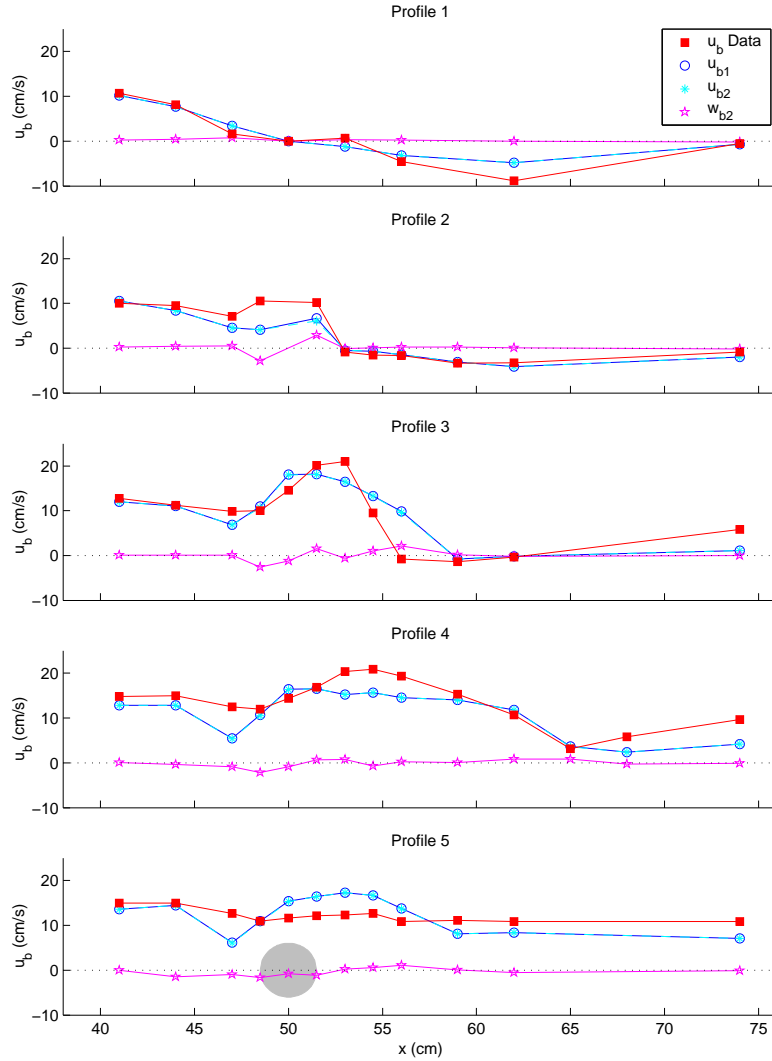 Profile 1
20
10
0
−10
u_b (cm/s)
u_b Data
u_b1
u_b2
w_b2
Profile 2
20
10
0
−10
u_b (cm/s)
Profile 3
20
10
0
−10
u_b (cm/s)
Profile 4
20
10
0
−10
u_b (cm/s)
Profile 5
20
10
0
−10
u_b (cm/s)
40 45 50 55 60 65 70 75
x (cm)